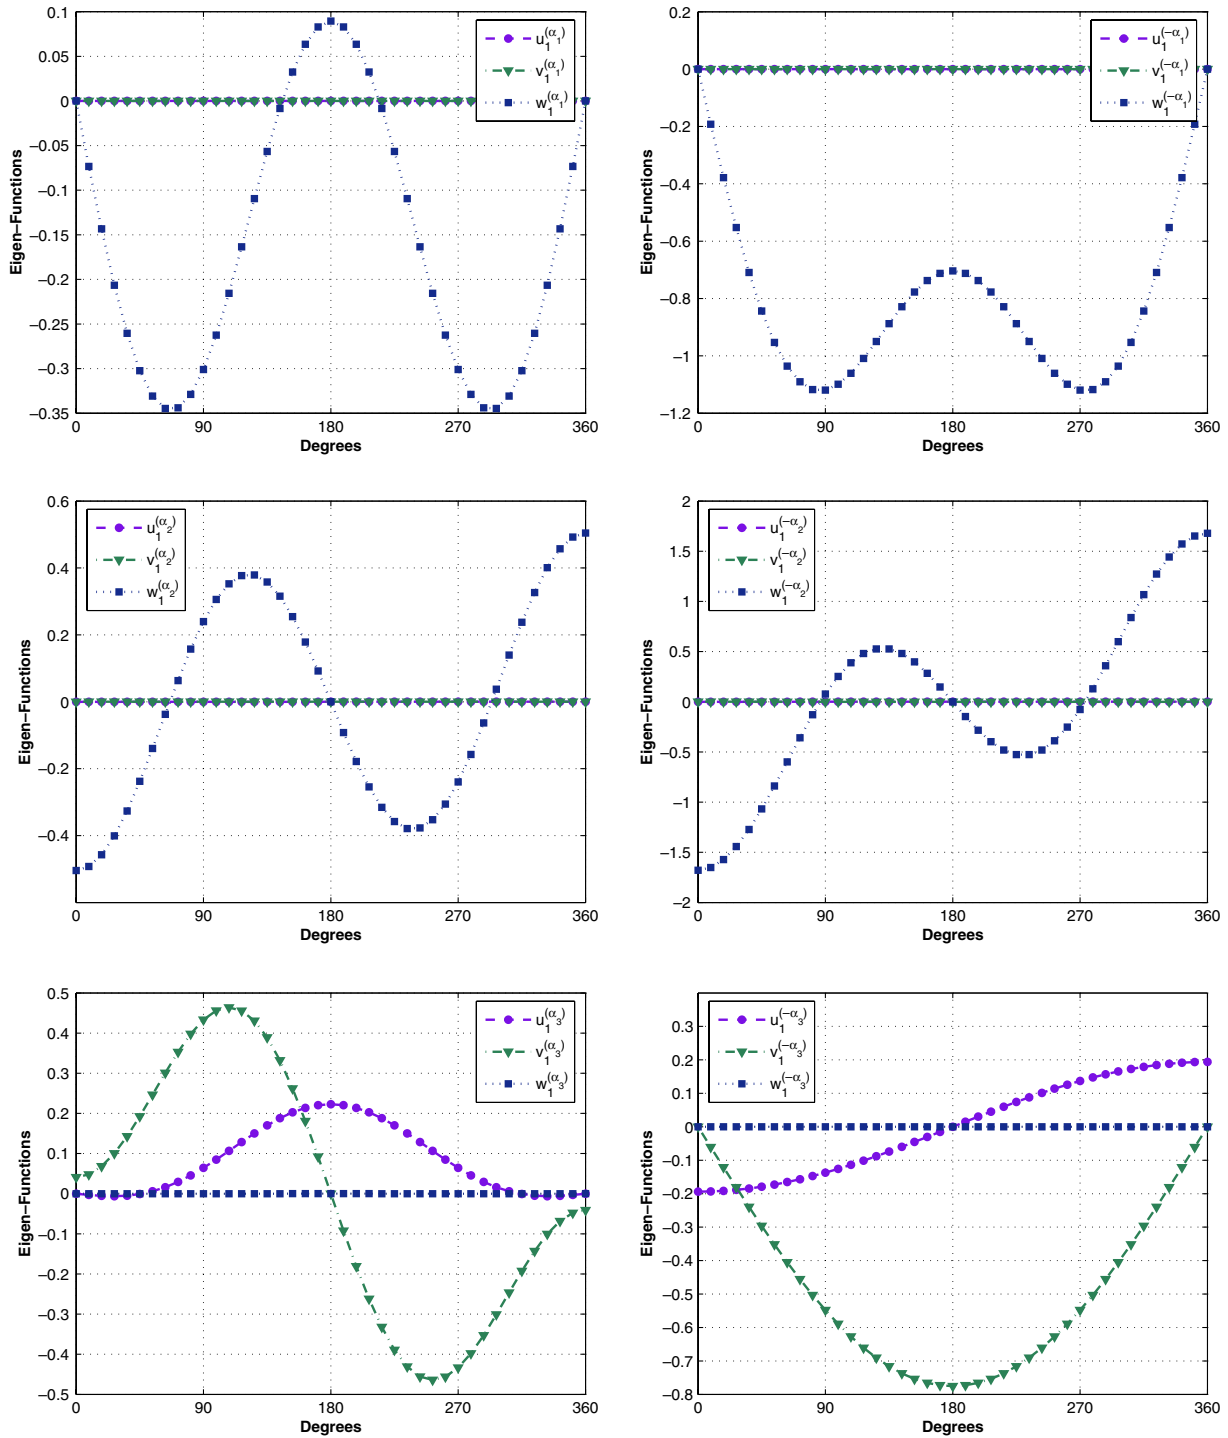 0.1
0.05
0
−0.05
−0.1
−0.15
−0.2
−0.25
−0.3
−0.35
0 90 180 270 360
Degrees
Eigen−Functions
u₁^(α₁)
v₁^(α₁)
w₁^(α₁)
0.2
0
−0.2
−0.4
−0.6
−0.8
−1
−1.2
0 90 180 270 360
Degrees
Eigen−Functions
u₁^(−α₁)
v₁^(−α₁)
w₁^(−α₁)
0.6
0.4
0.2
0
−0.2
−0.4
0 90 180 270 360
Degrees
Eigen−Functions
u₁^(α₂)
v₁^(α₂)
w₁^(α₂)
2
1.5
1
0.5
0
−0.5
−1
−1.5
−2
0 90 180 270 360
Degrees
Eigen−Functions
u₁^(−α₂)
v₁^(−α₂)
w₁^(−α₂)
0.5
0.4
0.3
0.2
0.1
0
−0.1
−0.2
−0.3
−0.4
−0.5
0 90 180 270 360
Degrees
Eigen−Functions
u₁^(α₃)
v₁^(α₃)
w₁^(α₃)
0.3
0.2
0.1
0
−0.1
−0.2
−0.3
−0.4
−0.5
−0.6
−0.7
−0.8
0 90 180 270 360
Degrees
Eigen−Functions
u₁^(−α₃)
v₁^(−α₃)
w₁^(−α₃)